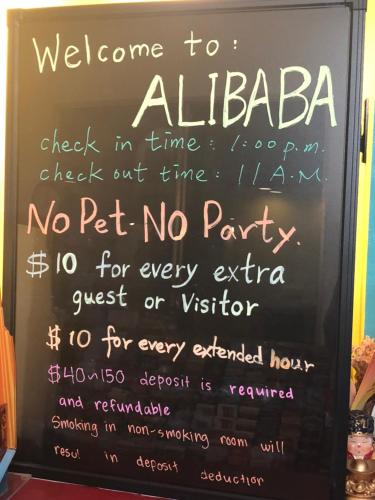 Welcome to:
ALIBABA
check in time: 1:00 p.m.
check out time: 11 A.M.
No Pet. NO Party.
$10 for every extra
guest or Visitor
$10 for every extended hour
$40~150 deposit is required
and refundable
Smoking in non-smoking room will
resul in deposit deduction